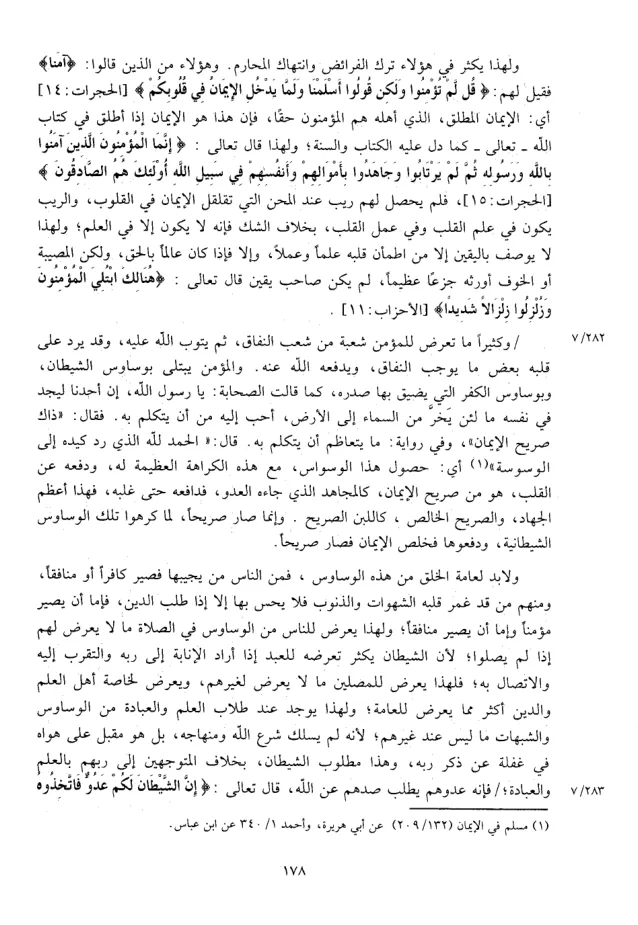 ولهذا يكثر في هؤلاء ترك الفرائض وانتهاك المحارم. وهؤلاء من الذين قالوا: ﴿آمَنَّا﴾
فقيل لهم: ﴿ قُل لَّمْ تُؤْمِنُوا وَلَكِن قُولُوا أَسْلَمْنَا وَلَمَّا يَدْخُلِ الإِيمَانُ فِي قُلُوبِكُمْ ﴾ [الحجرات: ١٤]
أي: الإيمان المطلق، الذي أهله هم المؤمنون حقًا، فإن هذا هو الإيمان إذا أطلق في كتاب
اللّه ـ تعالى ـ كما دل عليه الكتاب والسنة؛ ولهذا قال تعالى : ﴿ إِنَّمَا الْمُؤْمِنُونَ الَّذِينَ آمَنُوا
بِاللَّهِ وَرَسُولِهِ ثُمَّ لَمْ يَرْتَابُوا وَجَاهَدُوا بِأَمْوَالِهِمْ وَأَنفُسِهِمْ فِي سَبِيلِ اللَّهِ أُوْلَئِكَ هُمُ الصَّادِقُونَ ﴾
[الحجرات: ١٥]، فلم يحصل لهم ريب عند المحن التي تقلقل الإيمان في القلوب، والريب
يكون في علم القلب وفي عمل القلب، بخلاف الشك فإنه لا يكون إلا في العلم؛ ولهذا
لا يوصف باليقين إلا من اطمأن قلبه علماً وعملاً، وإلا فإذا كان عالماً بالحق، ولكن المصيبة
أو الخوف أورثه جزعًا عظيماً، لم يكن صاحب يقين قال تعالى : ﴿هُنَالِكَ ابْتُلِيَ الْمُؤْمِنُونَ
وَزُلْزِلُوا زِلْزَالاً شَدِيدًا﴾ [الأحزاب: ١١] .
٧/٢٨٢ / وكثيراً ما تعرض للمؤمن شعبة من شعب النفاق، ثم يتوب اللّه عليه، وقد يرد على
قلبه بعض ما يوجب النفاق، ويدفعه اللّه عنه. والمؤمن يبتلى بوساوس الشيطان،
وبوساوس الكفر التي يضيق بها صدره، كما قالت الصحابة: يا رسول اللّه، إن أحدنا ليجد
في نفسه ما لئن يَخرَّ من السماء إلى الأرض، أحب إليه من أن يتكلم به. فقال: «ذاك
صريح الإيمان»، وفي رواية: ما يتعاظم أن يتكلم به. قال: « الحمد للّه الذي رد كيده إلى
الوسوسة»(١) أي: حصول هذا الوسواس، مع هذه الكراهة العظيمة له، ودفعه عن
القلب، هو من صريح الإيمان، كالمجاهد الذي جاءه العدو، فدافعه حتى غلبه، فهذا أعظم
الجهاد، والصريح الخالص ، كاللبن الصريح . وإنما صار صريحاً، لما كرهوا تلك الوساوس
الشيطانية، ودفعوها فخلص الإيمان فصار صريحاً.
ولابد لعامة الخلق من هذه الوساوس ، فمن الناس من يجيبها فصير كافراً أو منافقاً،
ومنهم من قد غمر قلبه الشهوات والذنوب فلا يحس بها إلا إذا طلب الدين، فإما أن يصير
مؤمناً وإما أن يصير منافقاً؛ ولهذا يعرض للناس من الوساوس في الصلاة ما لا يعرض لهم
إذا لم يصلوا؛ لأن الشيطان يكثر تعرضه للعبد إذا أراد الإنابة إلى ربه والتقرب إليه
والاتصال به؛ فلهذا يعرض للمصلين ما لا يعرض لغيرهم، ويعرض لخاصة أهل العلم
والدين أكثر مما يعرض للعامة؛ ولهذا يوجد عند طلاب العلم والعبادة من الوساوس
والشبهات ما ليس عند غيرهم؛ لأنه لم يسلك شرع اللّه ومنهاجه، بل هو مقبل على هواه
في غفلة عن ذكر ربه، وهذا مطلوب الشيطان، بخلاف المتوجهين إلى ربهم بالعلم
٧/٢٨٣ والعبادة؛/ فإنه عدوهم يطلب صدهم عن اللّه، قال تعالى : ﴿ إِنَّ الشَّيْطَانَ لَكُمْ عَدُوٌّ فَاتَّخِذُوهُ
(١) مسلم في الإيمان (٢٠٩/١٣٢) عن أبي هريرة، وأحمد ١/ ٣٤٠ عن ابن عباس.
١٧٨